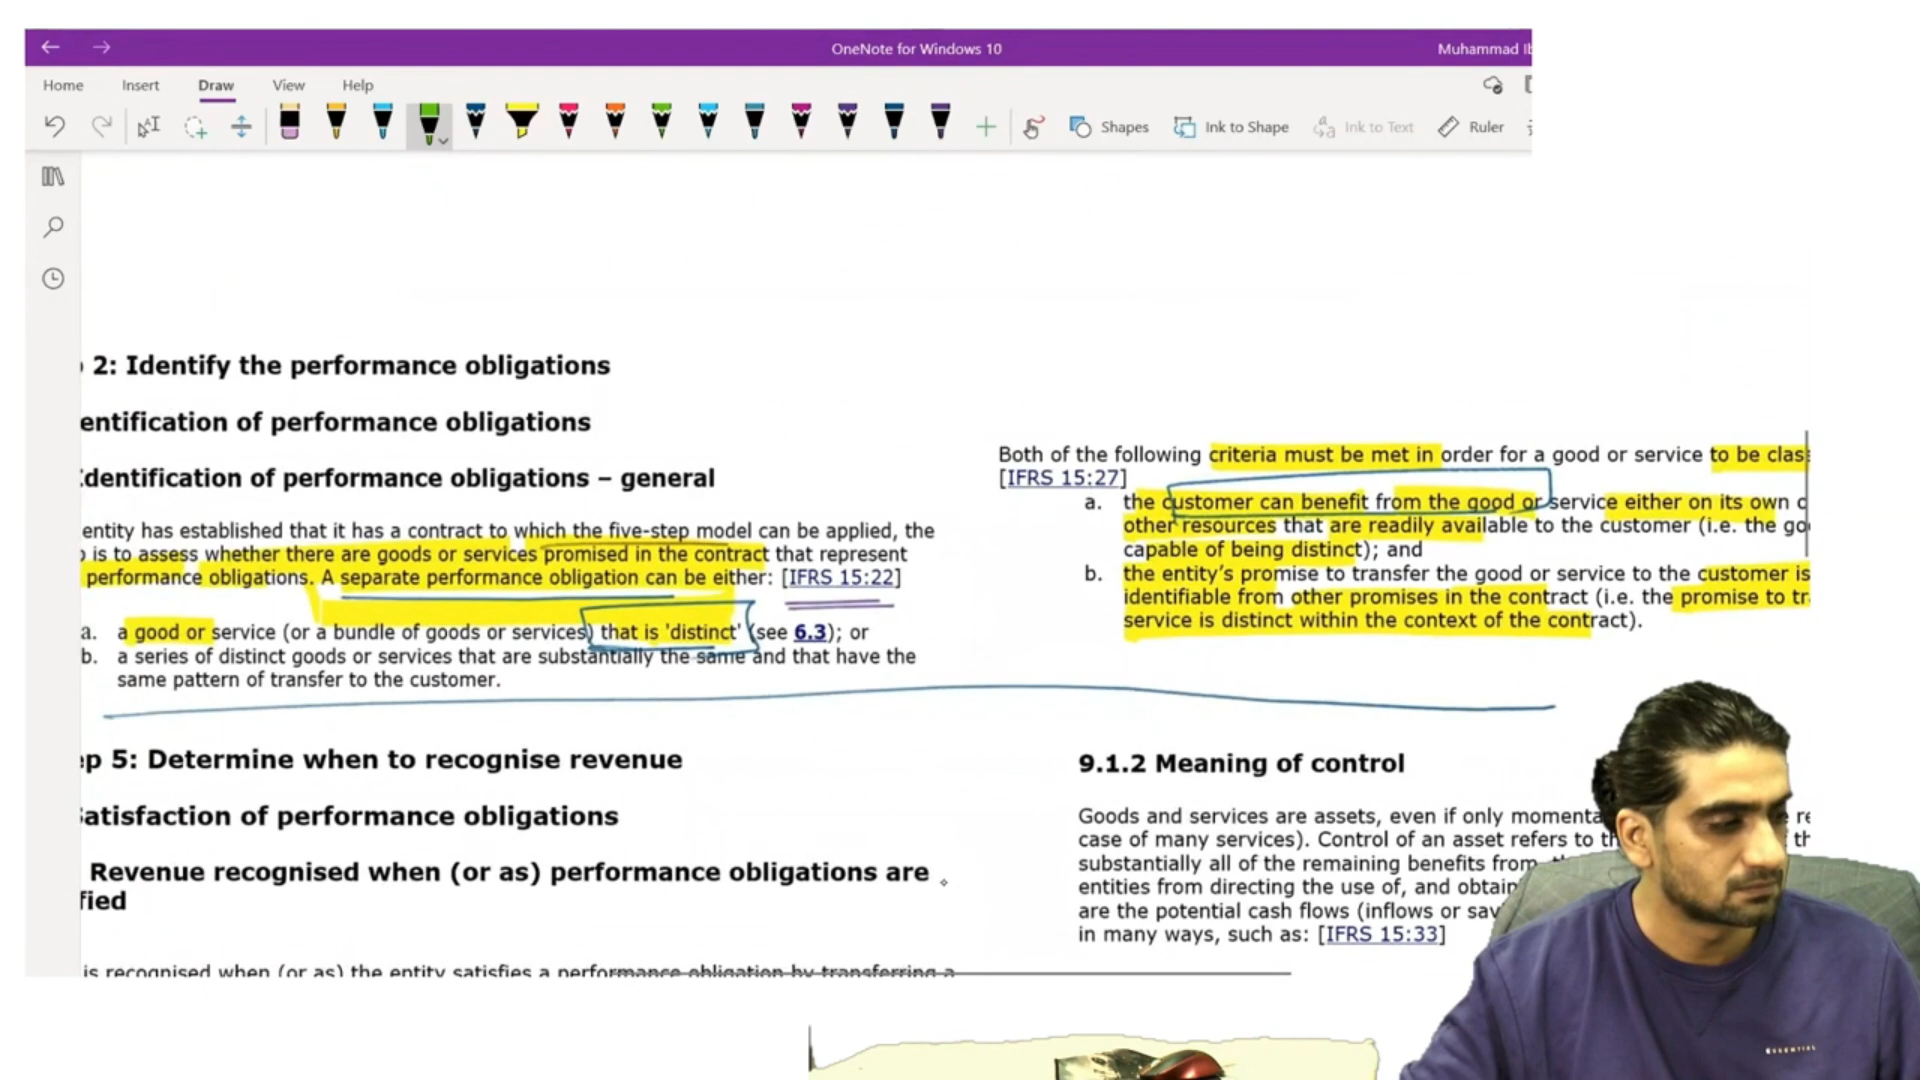 OneNote for Windows 10
Muhammad
Home Insert Draw View Help
Shapes Ink to Shape Ink to Text Ruler
2: Identify the performance obligations
entification of performance obligations
dentification of performance obligations – general
entity has established that it has a contract to which the five-step model can be applied, the
is to assess whether there are goods or services promised in the contract that represent
performance obligations. A separate performance obligation can be either: [IFRS 15:22]
a. a good or service (or a bundle of goods or services) that is 'distinct' (see 6.3); or
b. a series of distinct goods or services that are substantially the same and that have the
same pattern of transfer to the customer.
Both of the following criteria must be met in order for a good or service to be clas
[IFRS 15:27]
a. the customer can benefit from the good or service either on its own o
other resources that are readily available to the customer (i.e. the go
capable of being distinct); and
b. the entity's promise to transfer the good or service to the customer is
identifiable from other promises in the contract (i.e. the promise to tr
service is distinct within the context of the contract).
ep 5: Determine when to recognise revenue
atisfaction of performance obligations
Revenue recognised when (or as) performance obligations are
fied
is recognised when (or as) the entity satisfies a performance obligation by transferring a
9.1.2 Meaning of control
Goods and services are assets, even if only momenta
case of many services). Control of an asset refers to th
substantially all of the remaining benefits from
entities from directing the use of, and obtain
are the potential cash flows (inflows or sav
in many ways, such as: [IFRS 15:33]
ESSENTIAL